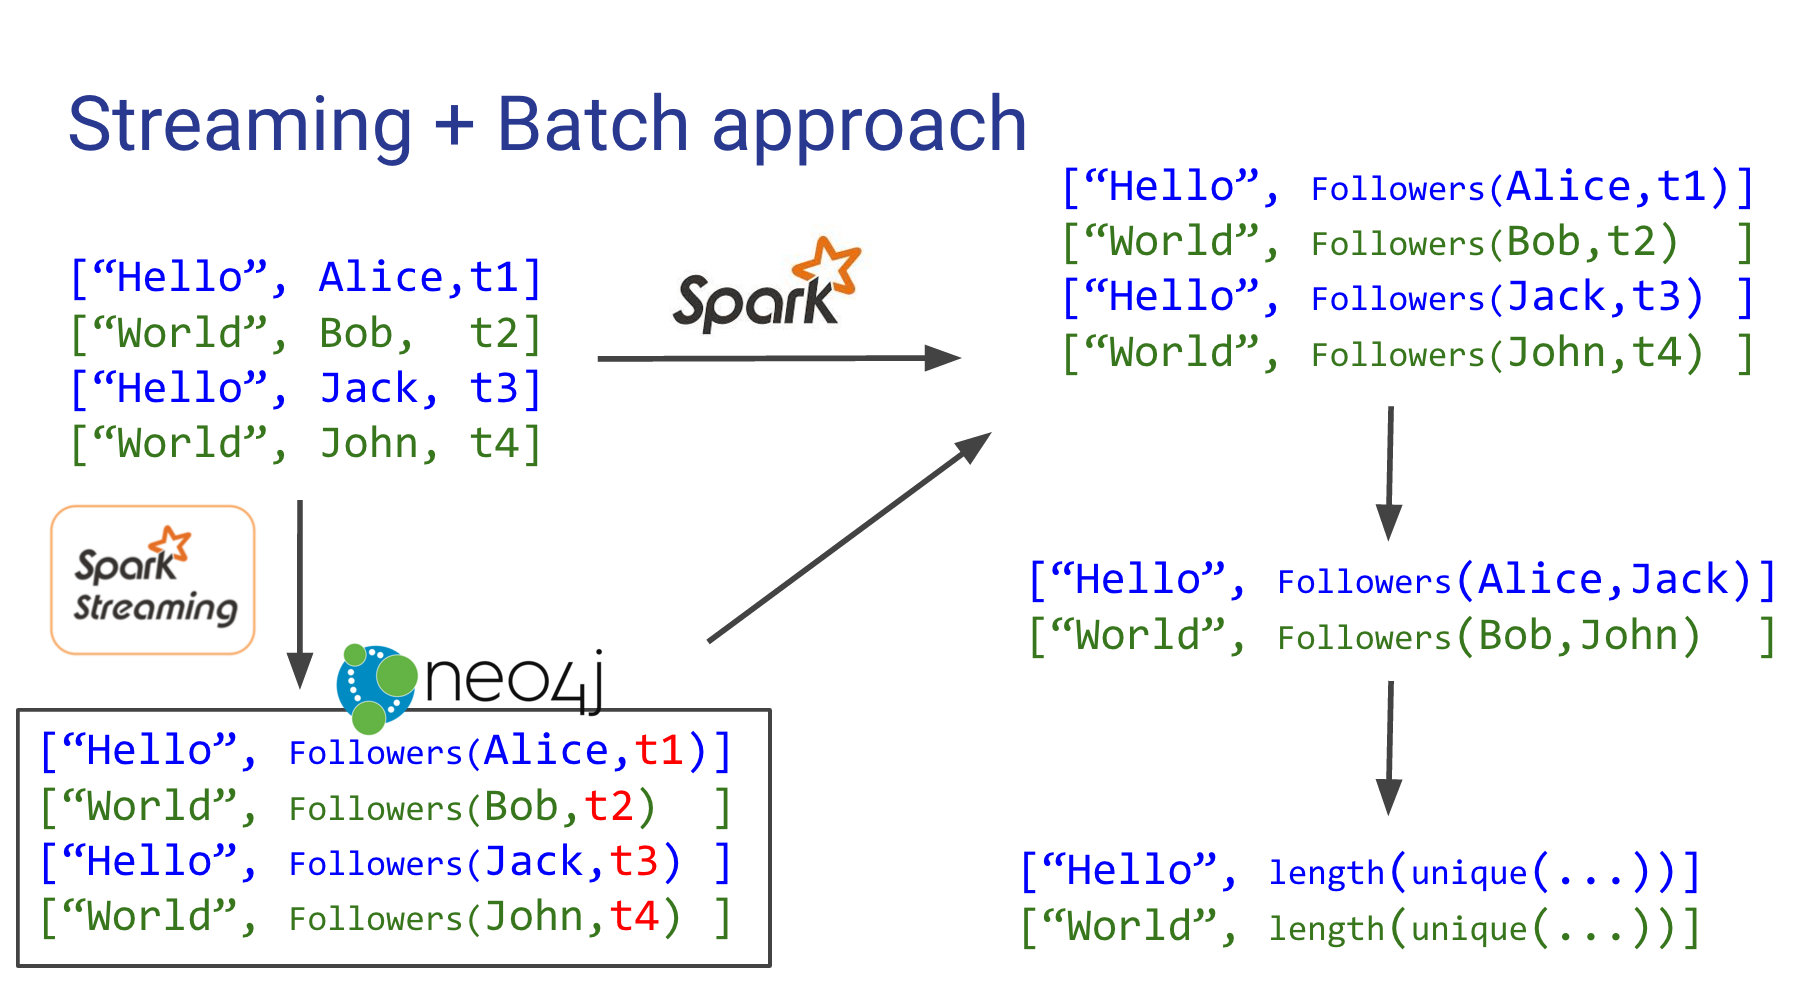 Streaming + Batch approach
[“Hello”, Alice,t1]
[“World”, Bob,  t2]
[“Hello”, Jack, t3]
[“World”, John, t4]
Spark
[“Hello”, Followers(Alice,t1)]
[“World”, Followers(Bob,t2)  ]
[“Hello”, Followers(Jack,t3) ]
[“World”, Followers(John,t4) ]
Spark
Streaming
neo4j
[“Hello”, Followers(Alice,t1)]
[“World”, Followers(Bob,t2)  ]
[“Hello”, Followers(Jack,t3) ]
[“World”, Followers(John,t4) ]
[“Hello”, Followers(Alice,Jack)]
[“World”, Followers(Bob,John)  ]
[“Hello”, length(unique(...))]
[“World”, length(unique(...))]